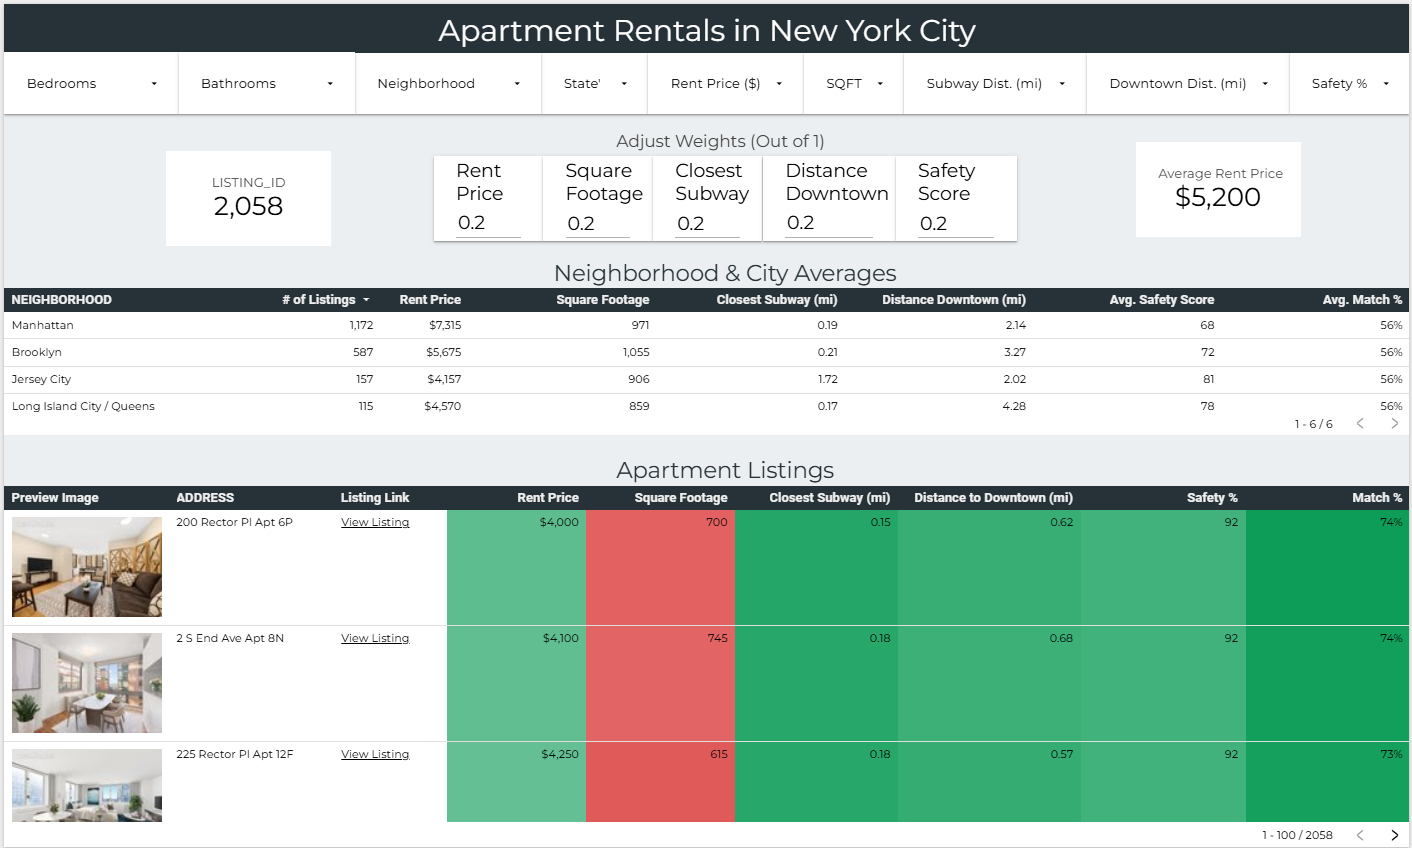 Apartment Rentals in New York City
Bedrooms Bathrooms Neighborhood State' Rent Price ($) SQFT Subway Dist. (mi) Downtown Dist. (mi) Safety %
Adjust Weights (Out of 1)
LISTING_ID
2,058
Rent Price
0.2
Square Footage
0.2
Closest Subway
0.2
Distance Downtown
0.2
Safety Score
0.2
Average Rent Price
$5,200
Neighborhood & City Averages
NEIGHBORHOOD # of Listings Rent Price Square Footage Closest Subway (mi) Distance Downtown (mi) Avg. Safety Score Avg. Match %
Manhattan 1,172 $7,315 971 0.19 2.14 68 56%
Brooklyn 587 $5,675 1,055 0.21 3.27 72 56%
Jersey City 157 $4,157 906 1.72 2.02 81 56%
Long Island City / Queens 115 $4,570 859 0.17 4.28 78 56%
1 - 6 / 6
Apartment Listings
Preview Image ADDRESS Listing Link Rent Price Square Footage Closest Subway (mi) Distance to Downtown (mi) Safety % Match %
200 Rector Pl Apt 6P View Listing $4,000 700 0.15 0.62 92 74%
2 S End Ave Apt 8N View Listing $4,100 745 0.18 0.68 92 74%
225 Rector Pl Apt 12F View Listing $4,250 615 0.18 0.57 92 73%
1 - 100 / 2058